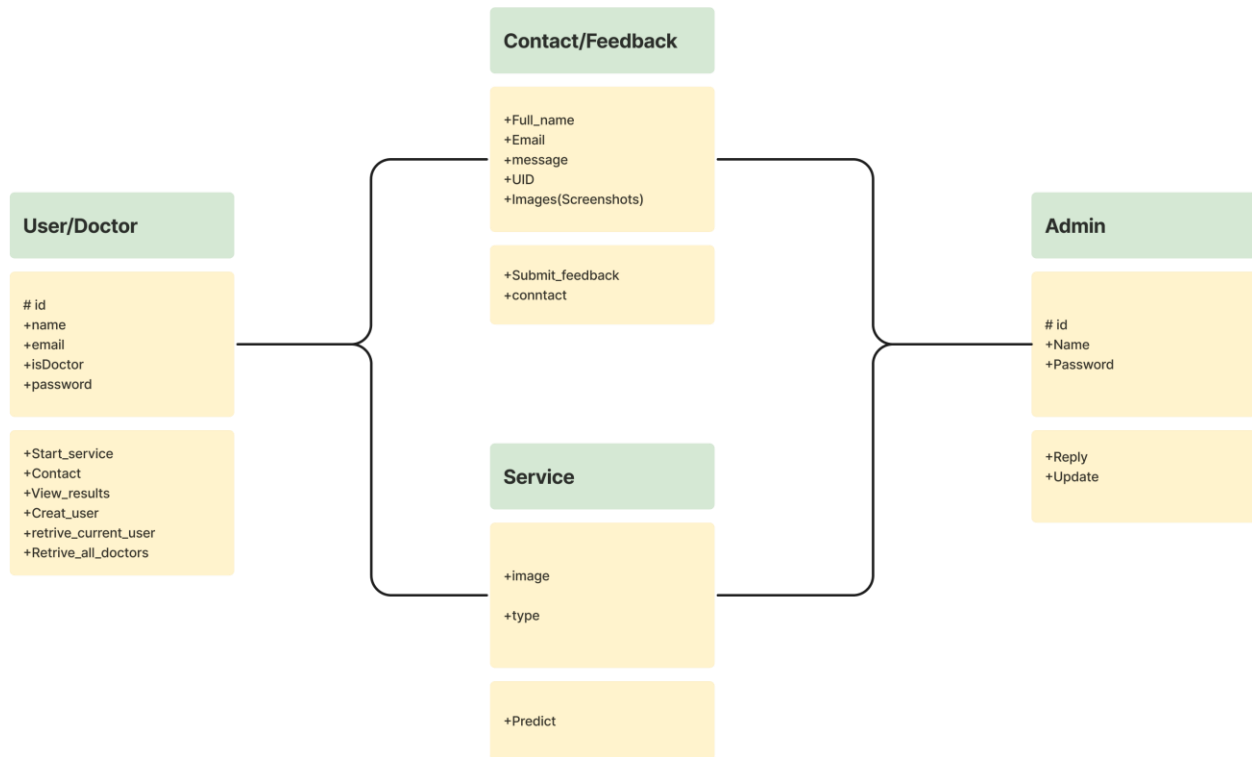 Contact/Feedback
+Full_name
+Email
+message
+UID
+Images(Screenshots)
+Submit_feedback
+conntact
User/Doctor
# id
+name
+email
+isDoctor
+password
+Start_service
+Contact
+View_results
+Creat_user
+retrive_current_user
+Retrive_all_doctors
Service
+image
+type
+Predict
Admin
# id
+Name
+Password
+Reply
+Update